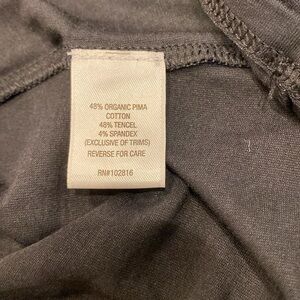 48% ORGANIC PIMA
COTTON
48% TENCEL
4% SPANDEX
(EXCLUSIVE OF TRIMS)
REVERSE FOR CARE
RN#102816